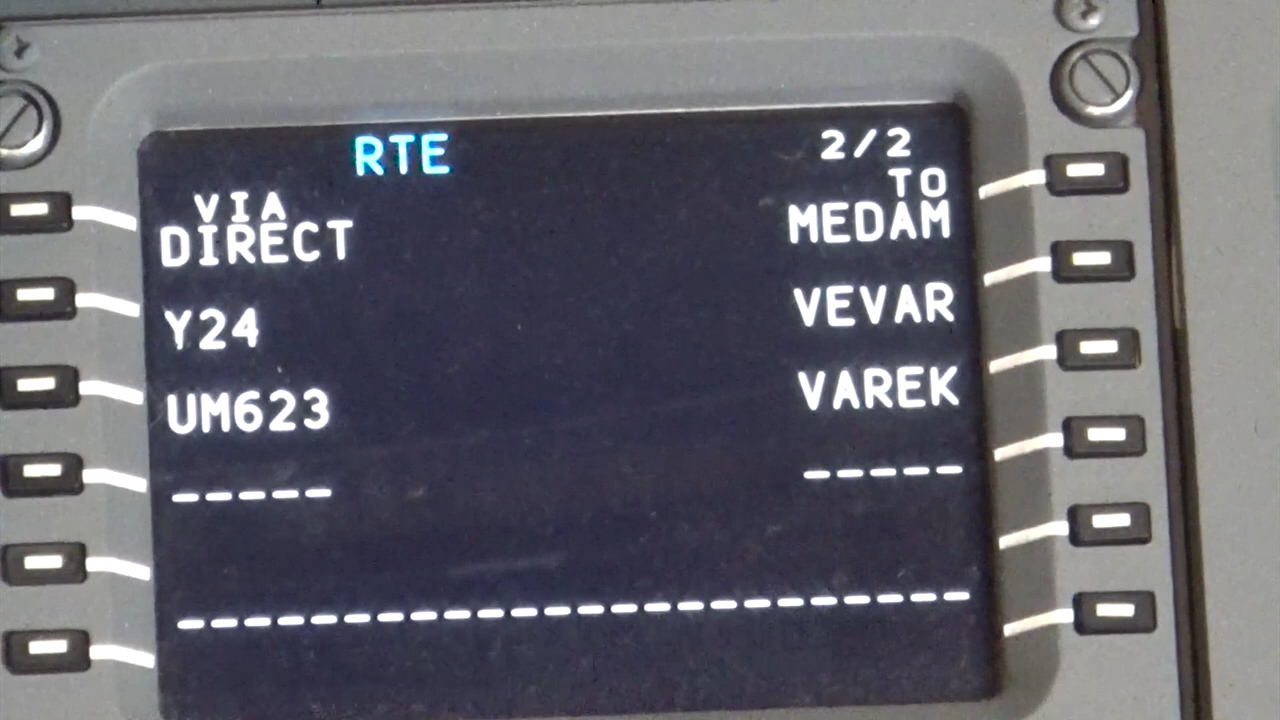 RTE 2/2
VIA TO
DIRECT MEDAM
Y24 VEVAR
UM623 VAREK
----- -----
------------------------